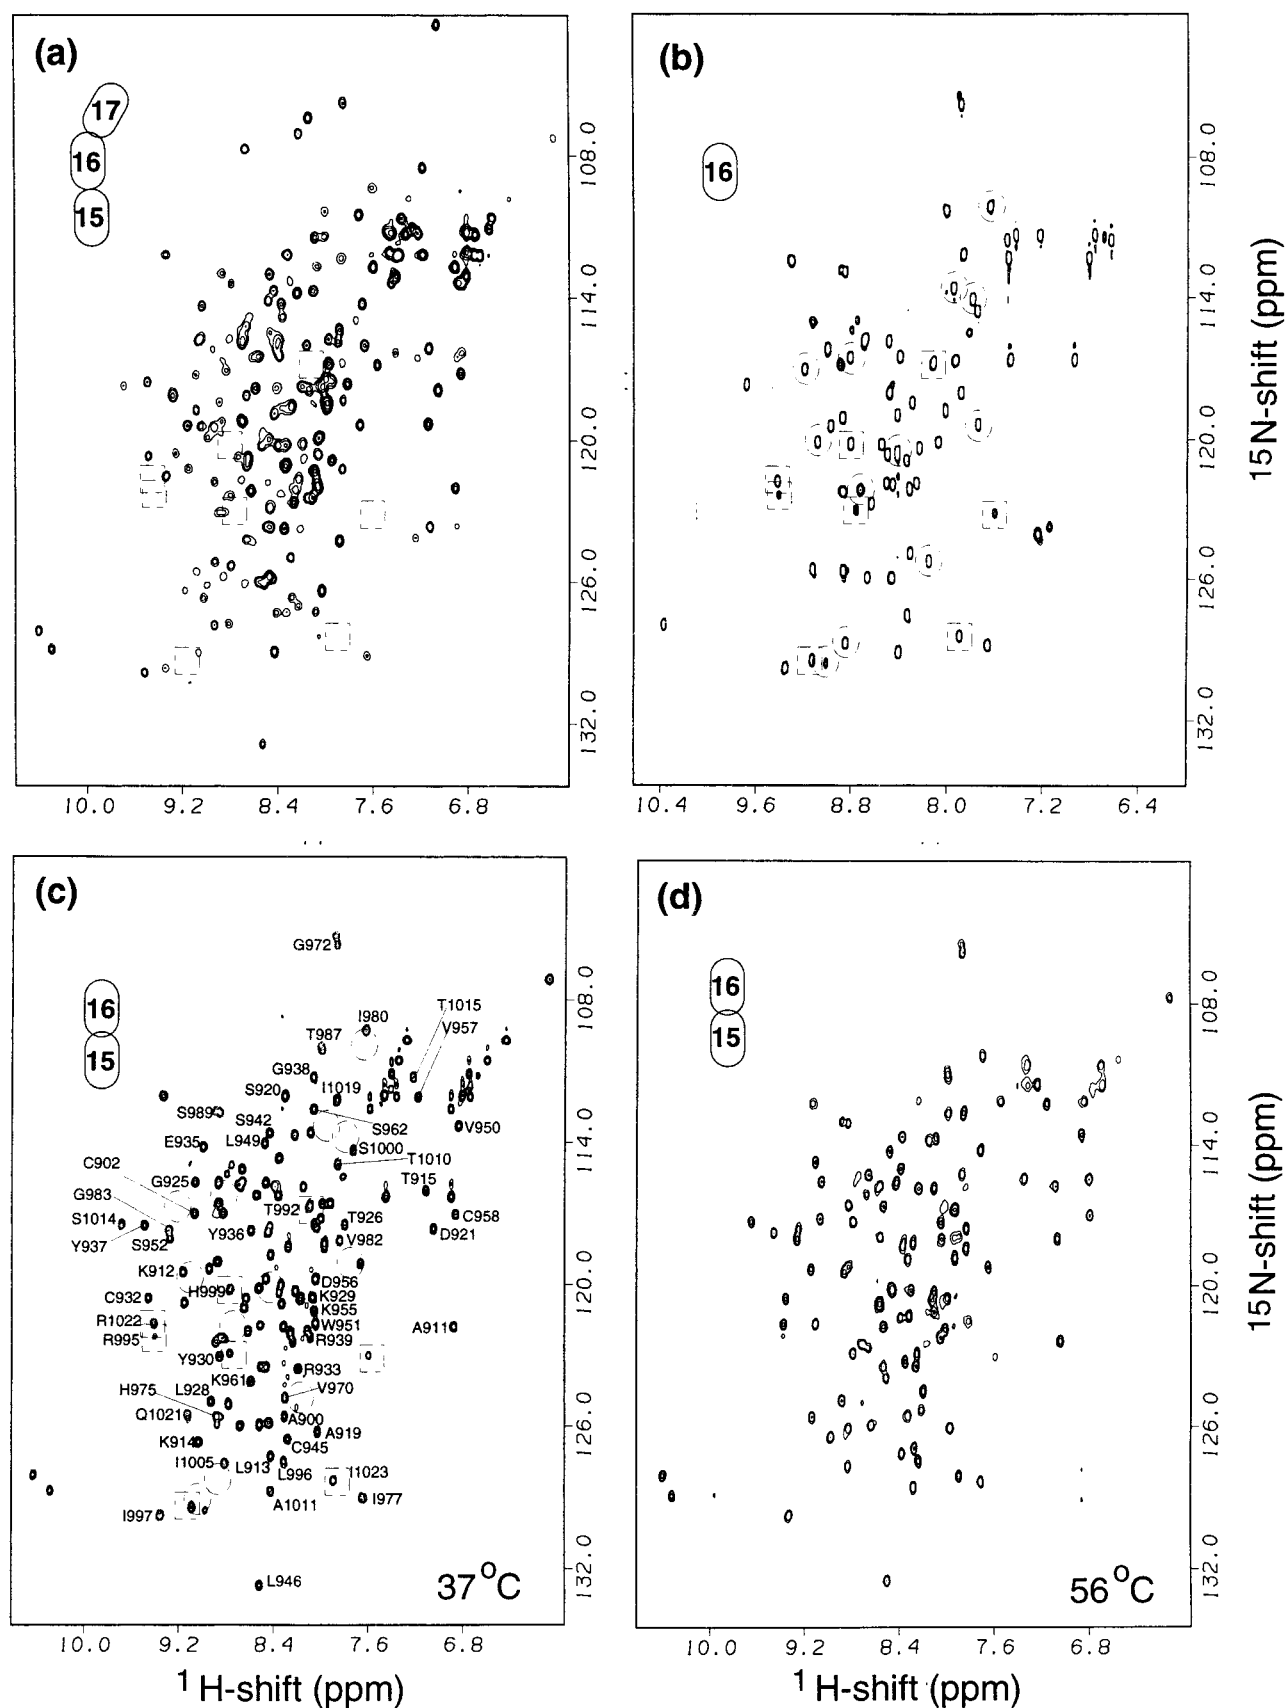 (a)
17
16
15
108.0
114.0
120.0
126.0
132.0
10.0 9.2 8.4 7.6 6.8
(b)
16
108.0
114.0
120.0
126.0
132.0
10.4 9.6 8.8 8.0 7.2 6.4
15N-shift (ppm)
(c)
16
15
G972
I980
T987
T1015
V957
G938
S920
I1019
S989
S942
S962
V950
E935
L949
S1000
C902
T1010
G925
T915
G983
T992
S1014
Y936
T926
C958
Y937
S952
V982
D921
K912
D956
H999
K929
C932
K955
R1022
W951
A911
R995
R939
Y930
R933
K961
V970
H975
L928
Q1021
A900
A919
K914
C945
I1005
L913
L996
I1023
A1011
I977
I997
L946
37°C
108.0
114.0
120.0
126.0
132.0
10.0 9.2 8.4 7.6 6.8
1H-shift (ppm)
(d)
16
15
56°C
108.0
114.0
120.0
126.0
132.0
10.0 9.2 8.4 7.6 6.8
1H-shift (ppm)
15N-shift (ppm)